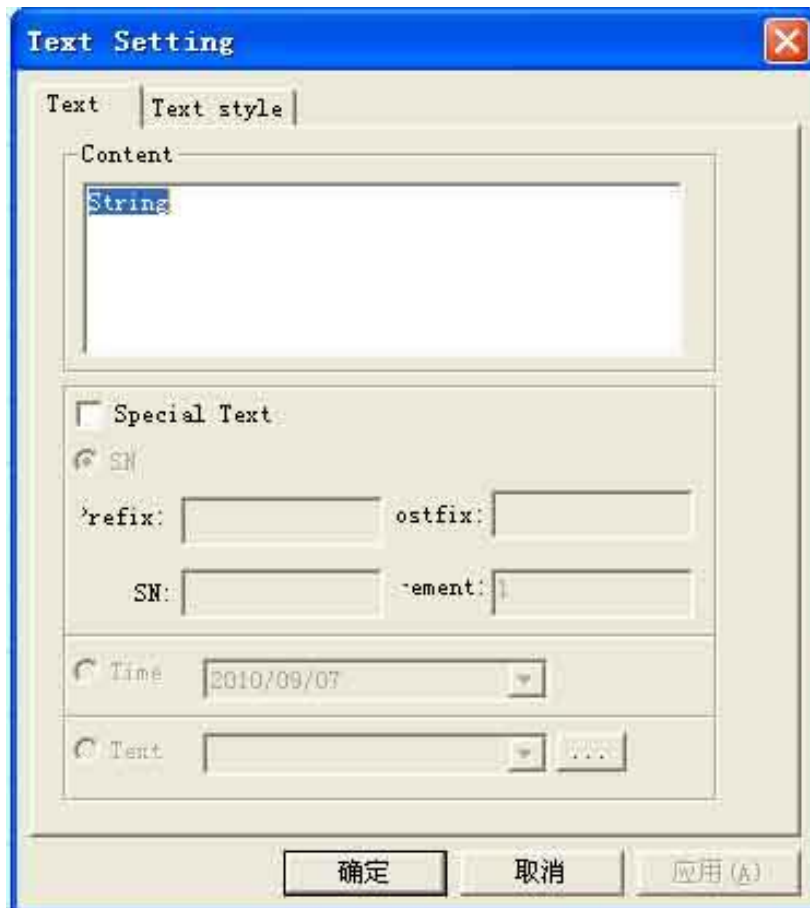 Text Setting
Text Text style
Content
String
Special Text
SN
refix: ostfix:
SN: rement: 1
Time 2010/09/07
Text ...
确定 取消 应用(A)